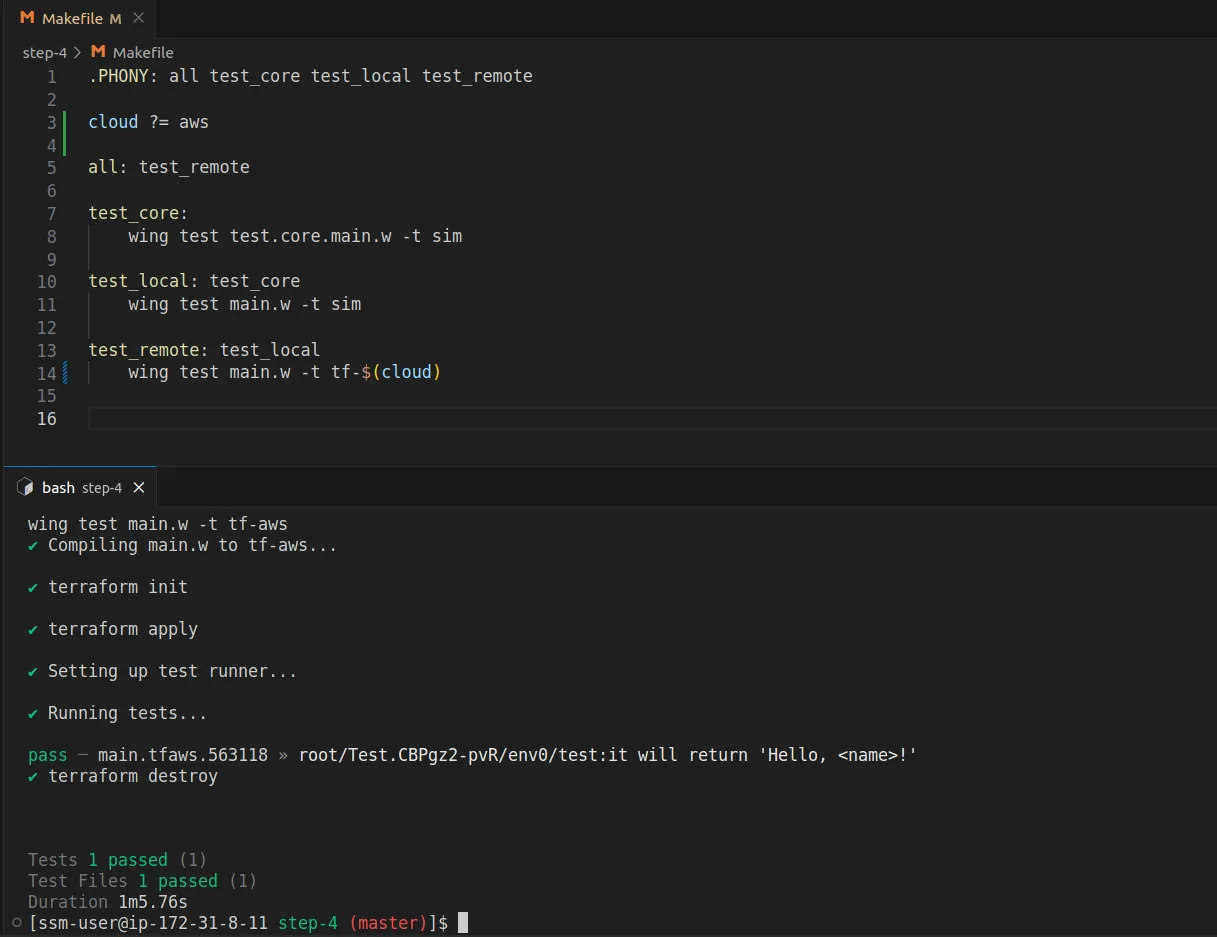 Makefile M
step-4 > Makefile
1 .PHONY: all test_core test_local test_remote
2
3 cloud ?= aws
4
5 all: test_remote
6
7 test_core:
8 wing test test.core.main.w -t sim
9
10 test_local: test_core
11 wing test main.w -t sim
12
13 test_remote: test_local
14 wing test main.w -t tf-$(cloud)
15
16
bash step-4
wing test main.w -t tf-aws
✔ Compiling main.w to tf-aws...
✔ terraform init
✔ terraform apply
✔ Setting up test runner...
✔ Running tests...
pass ─ main.tfaws.563118 » root/Test.CBPgz2-pvR/env0/test:it will return 'Hello, <name>!'
✔ terraform destroy
Tests 1 passed (1)
Test Files 1 passed (1)
Duration 1m5.76s
[ssm-user@ip-172-31-8-11 step-4 (master)]$